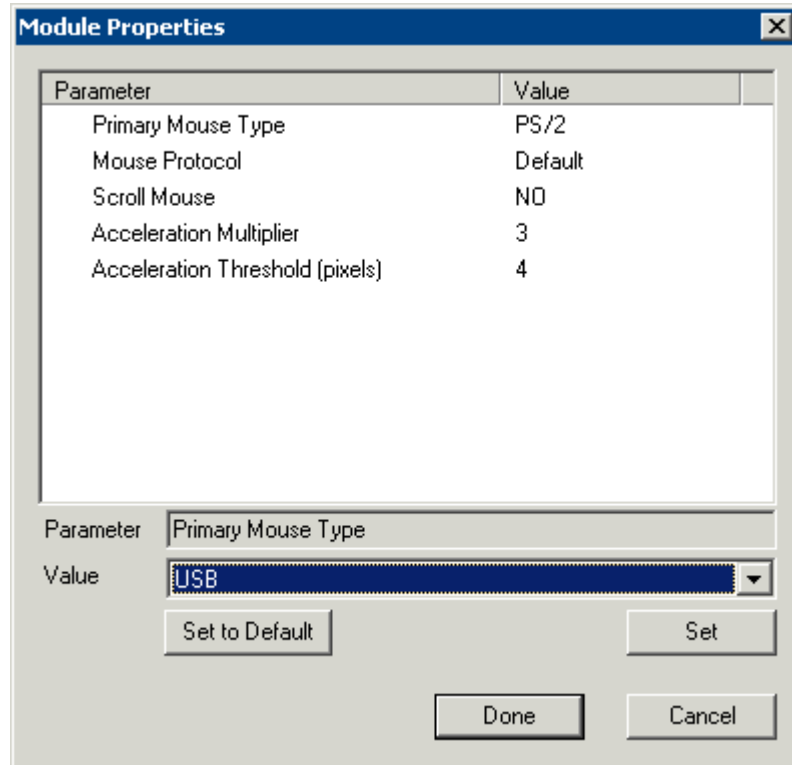 Module Properties
Parameter Value
Primary Mouse Type PS/2
Mouse Protocol Default
Scroll Mouse NO
Acceleration Multiplier 3
Acceleration Threshold (pixels) 4
Parameter Primary Mouse Type
Value USB
Set to Default Set
Done Cancel